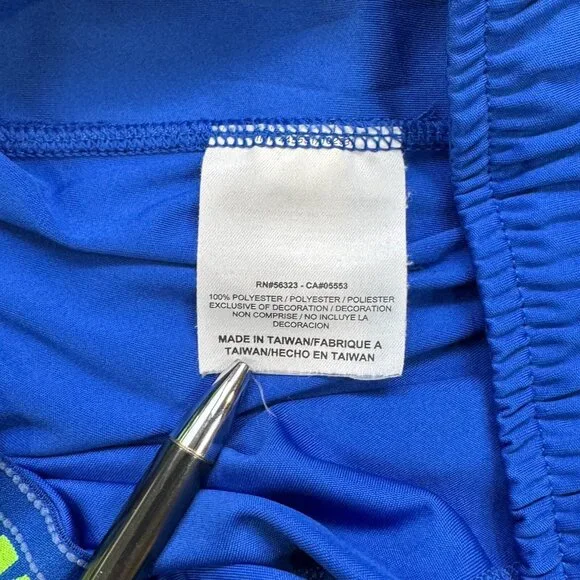 RN#56323 - CA#05553
100% POLYESTER / POLYESTER / POLIESTER
EXCLUSIVE OF DECORATION / DECORATION
NON COMPRISE / NO INCLUYE LA
DECORACION
MADE IN TAIWAN/FABRIQUE A
TAIWAN/HECHO EN TAIWAN